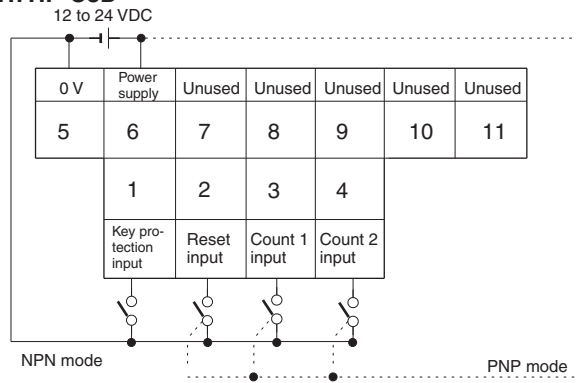 12 to 24 VDC
0 V
Power
supply
Unused
Unused
Unused
Unused
Unused
5
6
7
8
9
10
11
1
2
3
4
Key pro-
tection
input
Reset
input
Count 1
input
Count 2
input
NPN mode
PNP mode